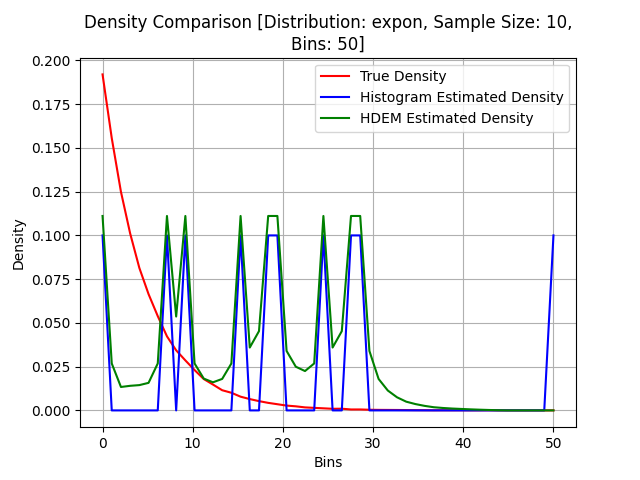 Density Comparison [Distribution: expon, Sample Size: 10,
Bins: 50]
True Density
Histogram Estimated Density
HDEM Estimated Density
Density
0.200
0.175
0.150
0.125
0.100
0.075
0.050
0.025
0.000
0 10 20 30 40 50
Bins